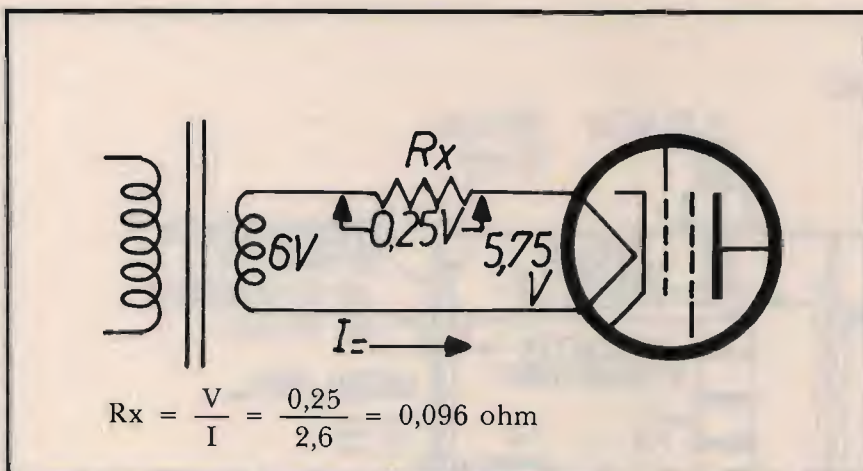 Rx
6V
0,25V
5,75
V
I=
Rx = V/I = 0,25/2,6 = 0,096 ohm